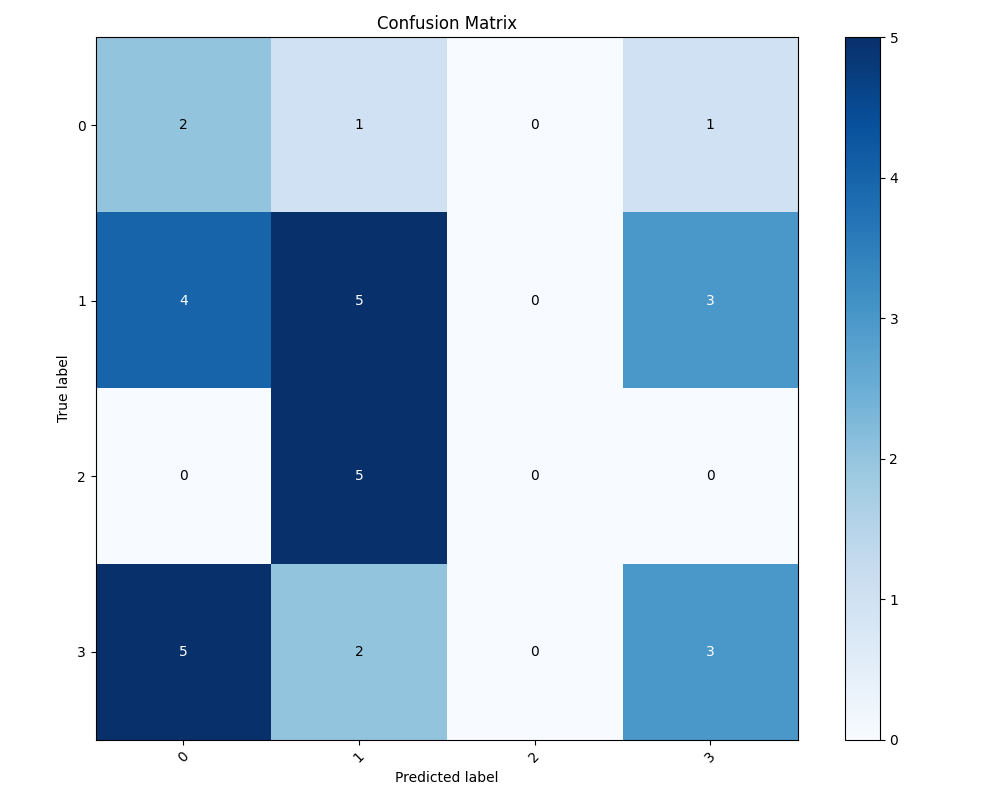 Confusion Matrix
0 2 1 0 1
1 4 5 0 3
2 0 5 0 0
3 5 2 0 3
0 1 2 3
Predicted label
True label
5
4
3
2
1
0